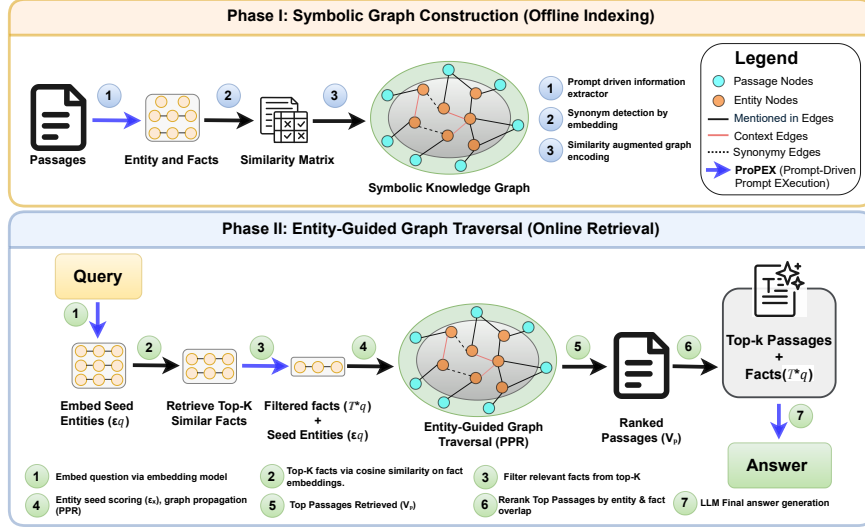 Phase I: Symbolic Graph Construction (Offline Indexing)
1
2
3
Passages
Entity and Facts
Similarity Matrix
Symbolic Knowledge Graph
1 Prompt driven information
extractor
2 Synonym detection by
embedding
3 Similarity augmented graph
encoding
Legend
Passage Nodes
Entity Nodes
Mentioned in Edges
Context Edges
Synonymy Edges
ProPEX (Prompt-Driven
Prompt EXecution)
Phase II: Entity-Guided Graph Traversal (Online Retrieval)
Query
1
2
3
4
5
6
Embed Seed
Entities (εq)
Retrieve Top-K
Similar Facts
Filtered facts (T*q)
+
Seed Entities (εq)
Entity-Guided Graph
Traversal (PPR)
Ranked
Passages (Vₚ)
T
Top-k Passages
+
Facts(T*q)
7
Answer
1 Embed question via embedding model
2 Top-K facts via cosine similarity on fact
embeddings.
3 Filter relevant facts from top-K
4 Entity seed scoring (εₓ), graph propagation
(PPR)
5 Top Passages Retrieved (Vₚ)
6 Rerank Top Passages by entity & fact
overlap
7 LLM Final answer generation